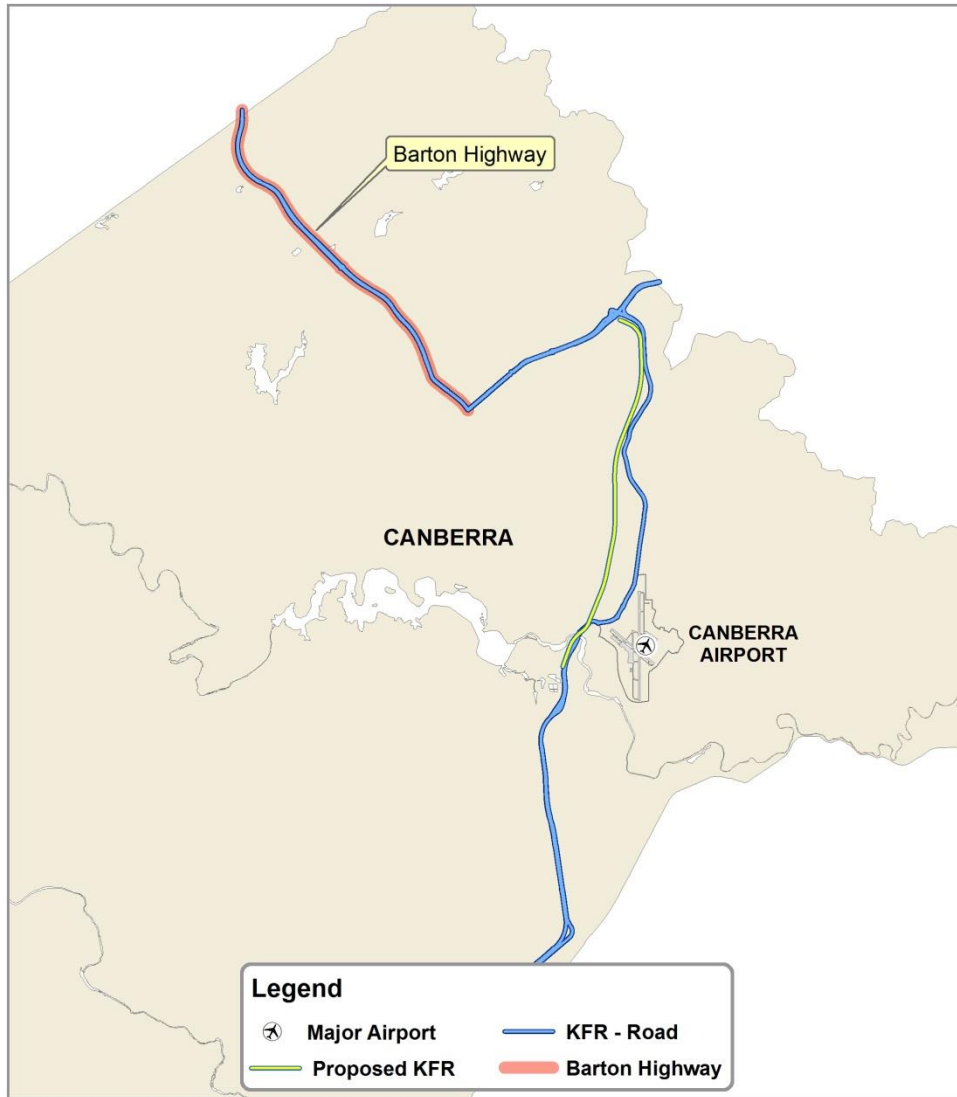 Barton Highway
CANBERRA
CANBERRA
AIRPORT
Legend
Major Airport
KFR - Road
Proposed KFR
Barton Highway